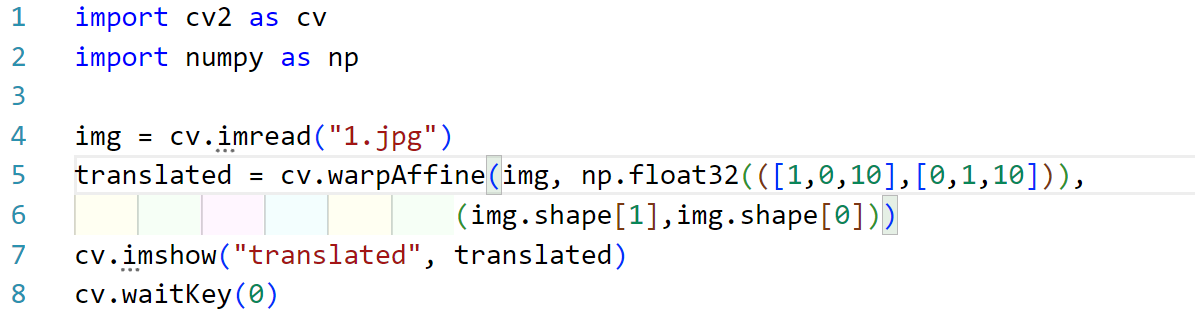 1 import cv2 as cv
2 import numpy as np
3
4 img = cv.imread("1.jpg")
5 translated = cv.warpAffine(img, np.float32(([1,0,10],[0,1,10])),
6                         (img.shape[1],img.shape[0]))
7 cv.imshow("translated", translated)
8 cv.waitKey(0)